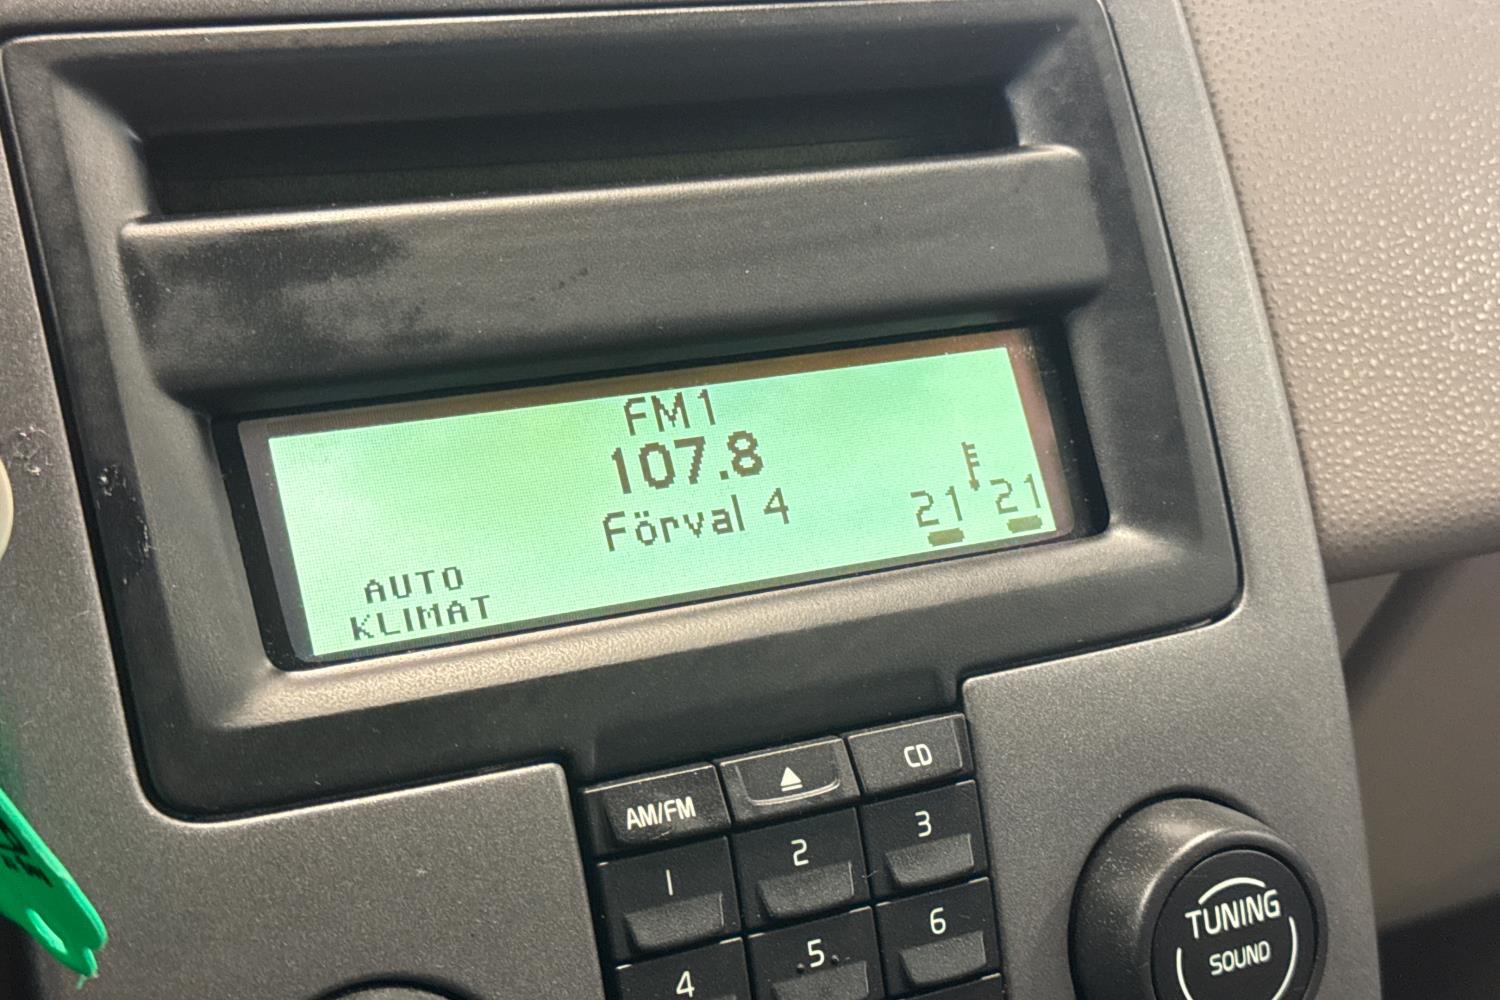 FM1
107.8
Förval 4
21 21
AUTO
KLIMAT
AM/FM
CD
1
2
3
4
5
6
TUNING
SOUND